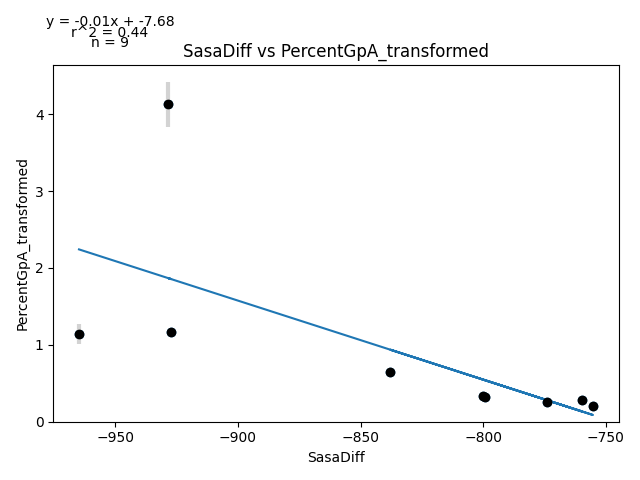 y = -0.01x + -7.68
r^2 = 0.44
n = 9
SasaDiff vs PercentGpA_transformed
PercentGpA_transformed
4
3
2
1
0
−950
−900
−850
−800
−750
SasaDiff